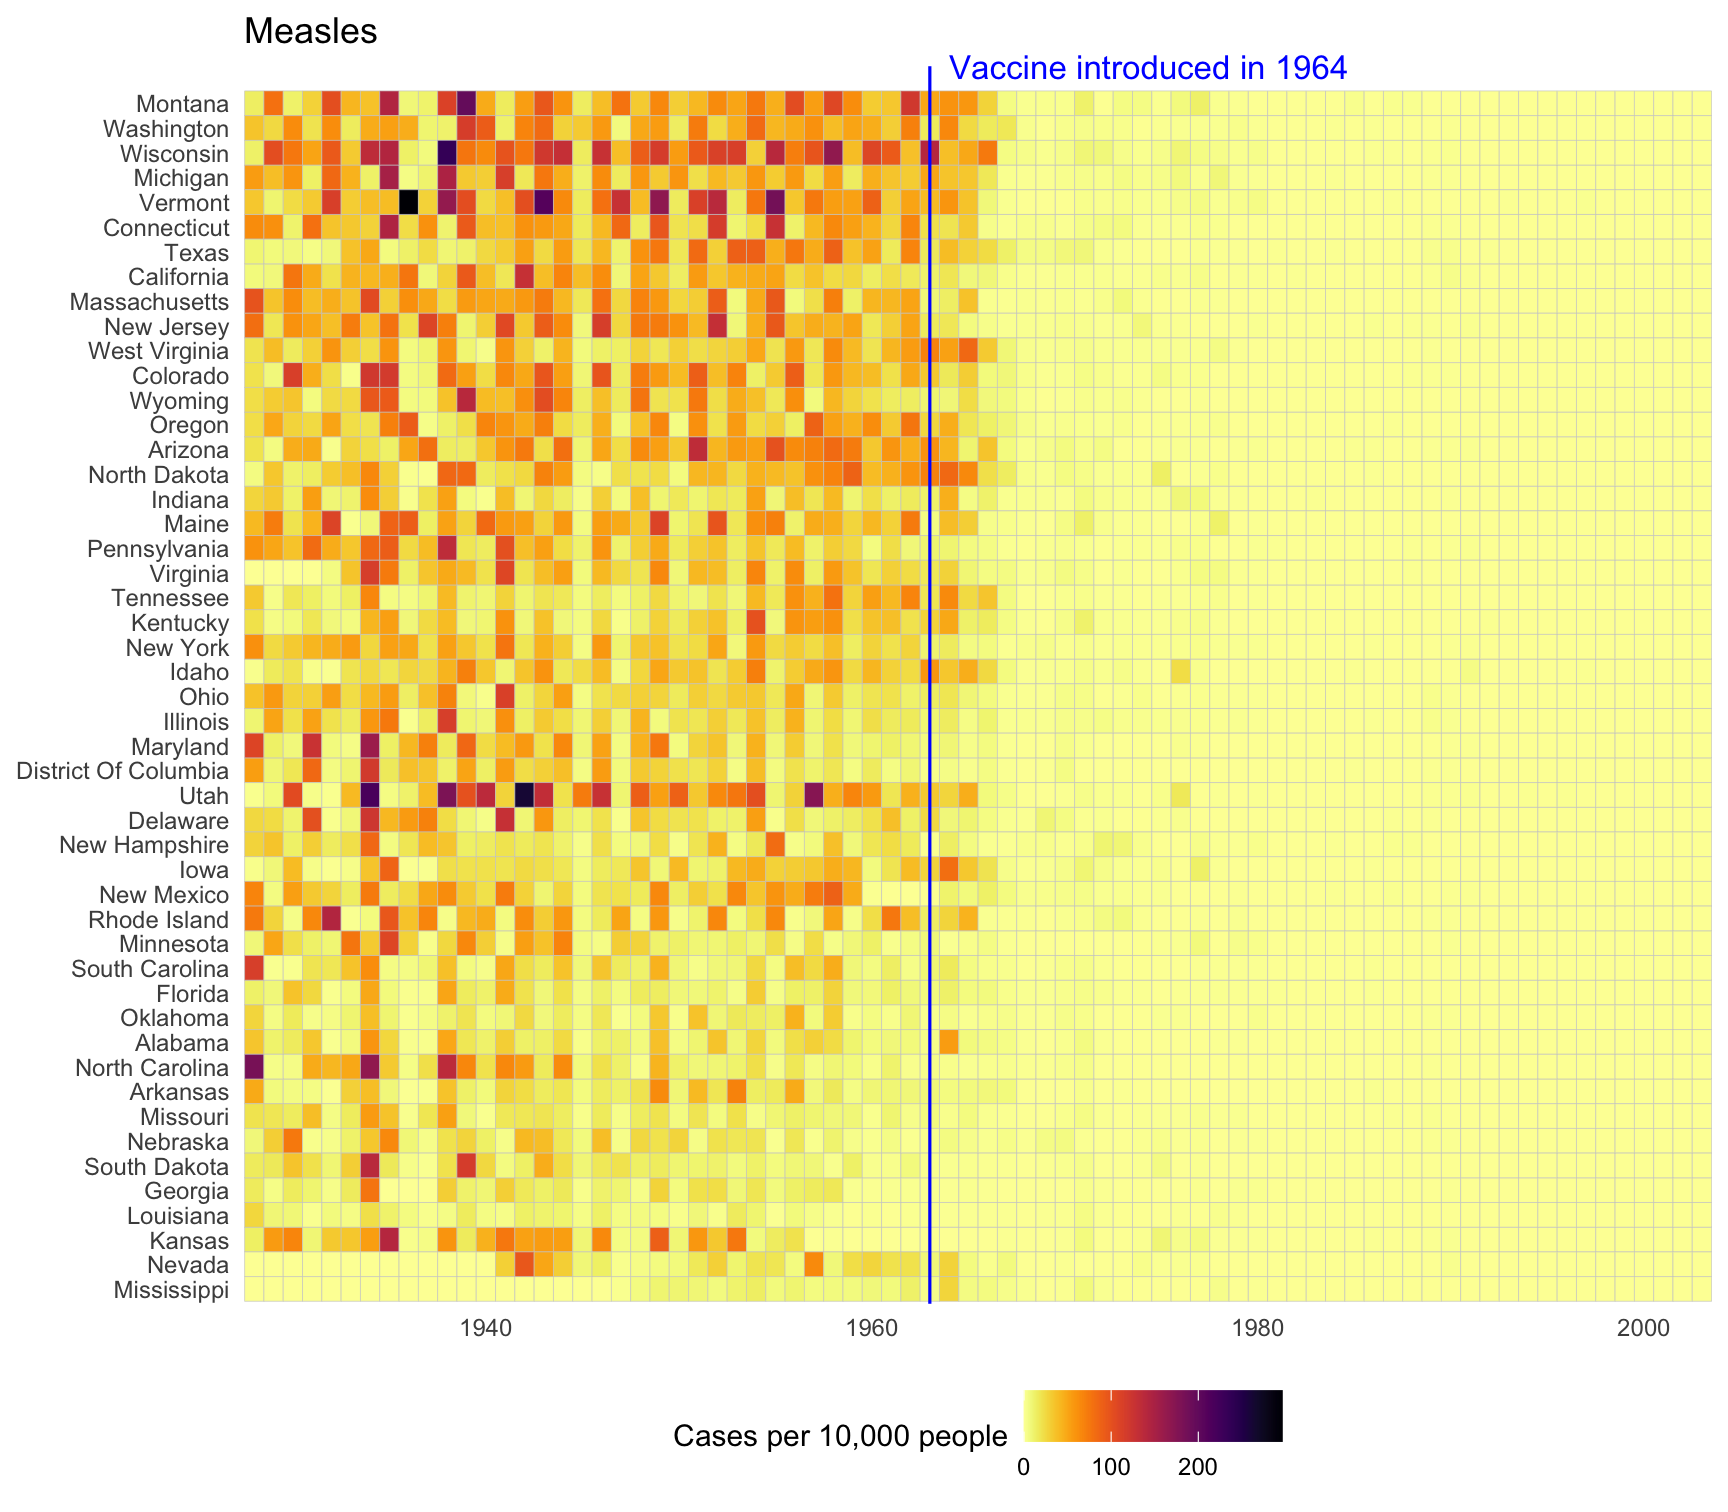 Measles
Vaccine introduced in 1964
Montana
Washington
Wisconsin
Michigan
Vermont
Connecticut
Texas
California
Massachusetts
New Jersey
West Virginia
Colorado
Wyoming
Oregon
Arizona
North Dakota
Indiana
Maine
Pennsylvania
Virginia
Tennessee
Kentucky
New York
Idaho
Ohio
Illinois
Maryland
District Of Columbia
Utah
Delaware
New Hampshire
Iowa
New Mexico
Rhode Island
Minnesota
South Carolina
Florida
Oklahoma
Alabama
North Carolina
Arkansas
Missouri
Nebraska
South Dakota
Georgia
Louisiana
Kansas
Nevada
Mississippi
1940 1960 1980 2000
Cases per 10,000 people
0 100 200